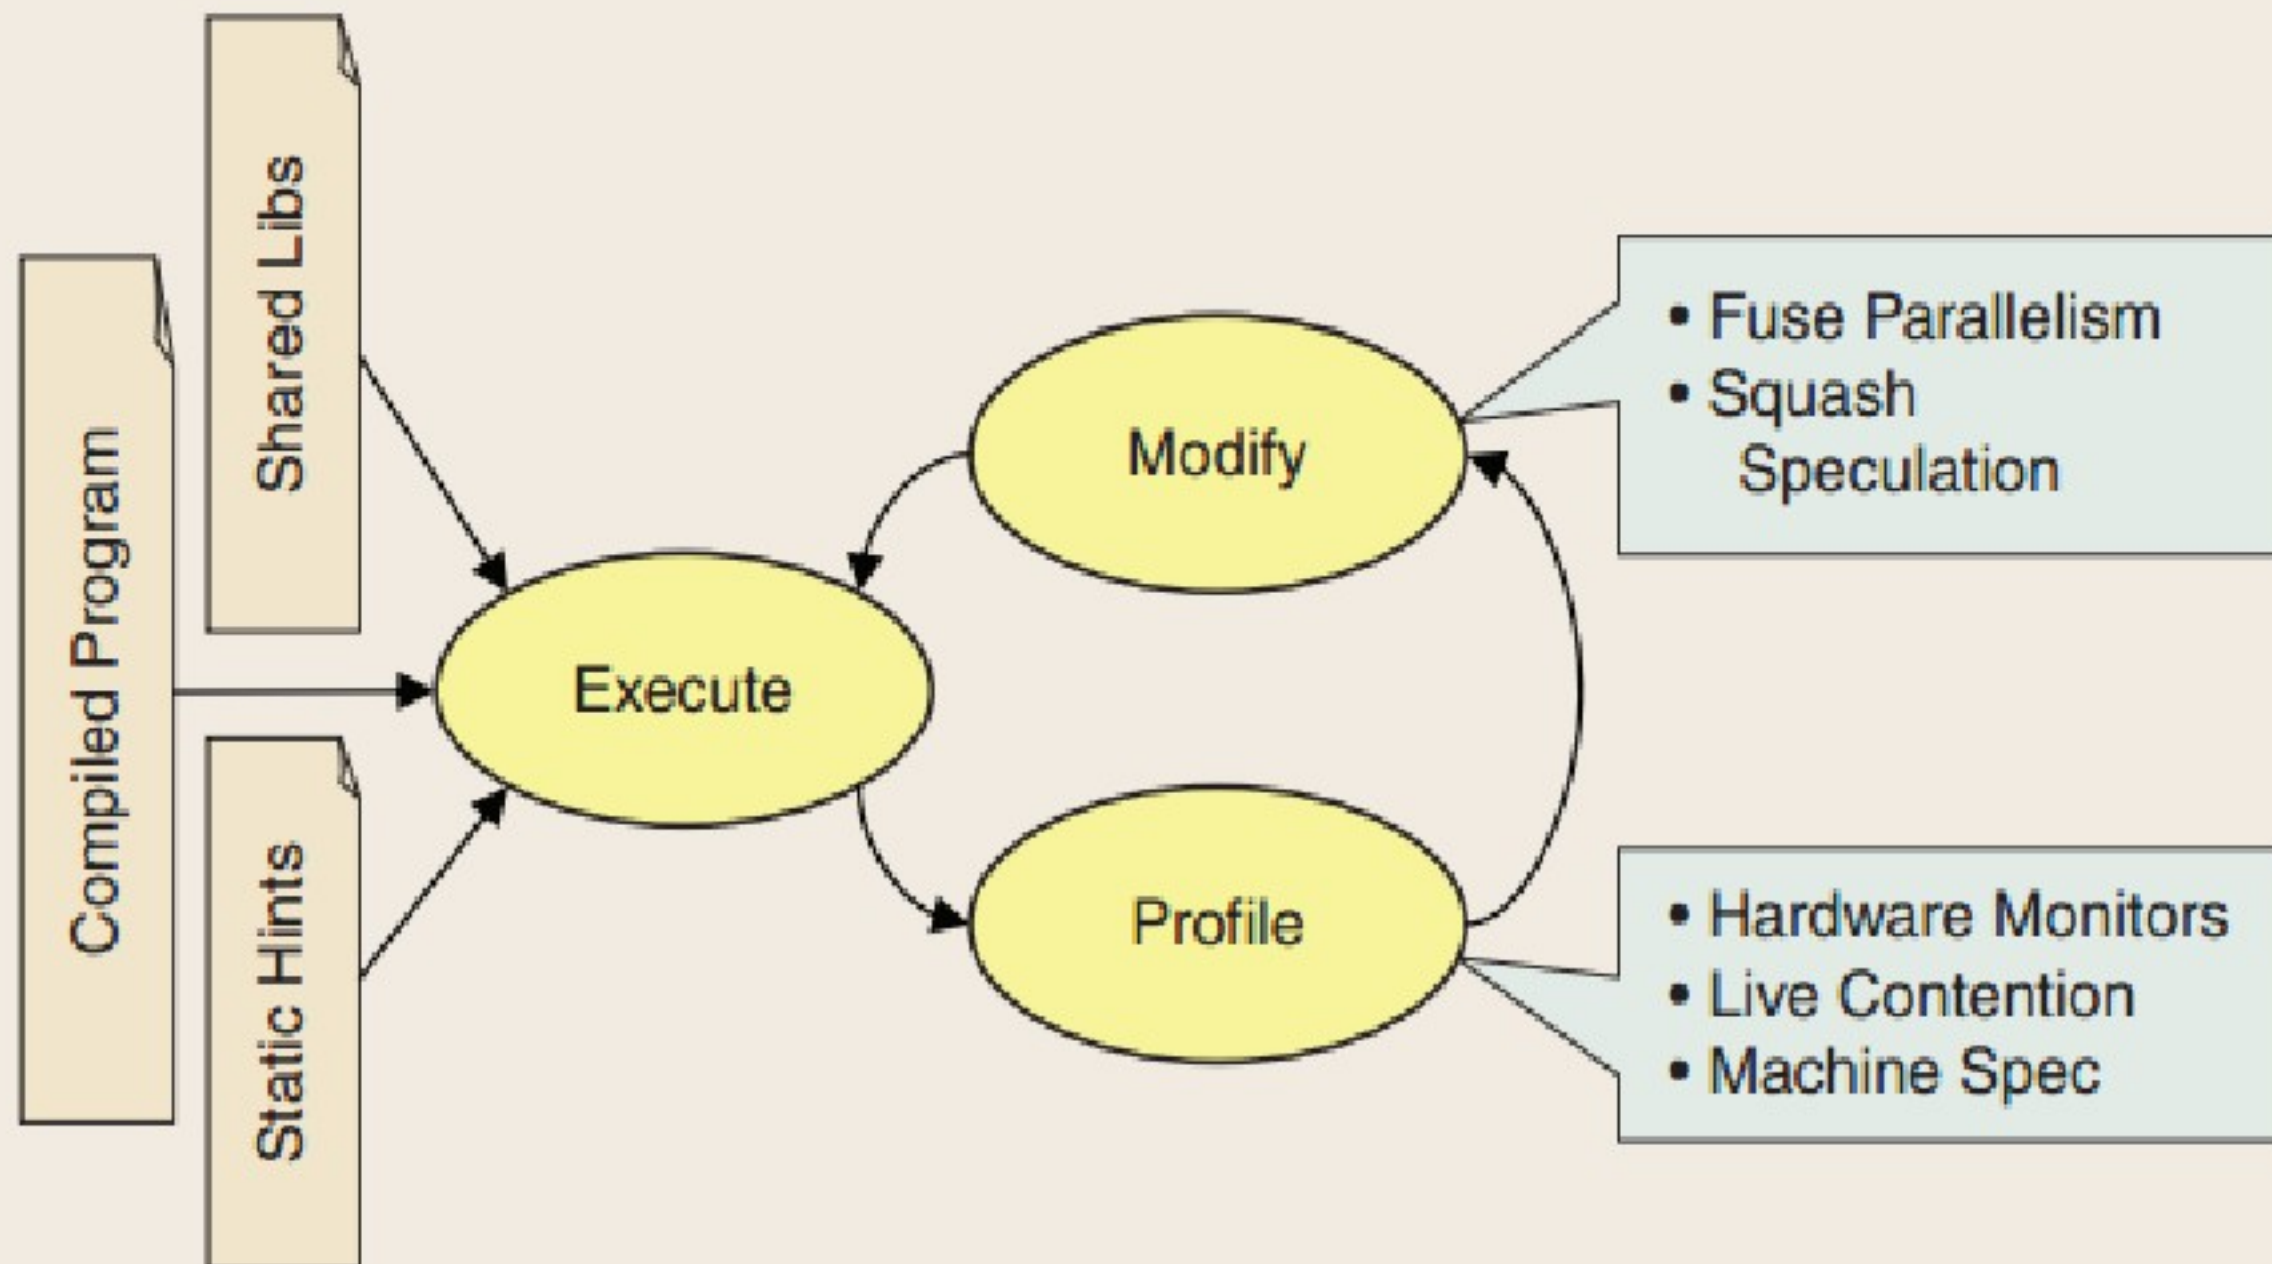 Compiled Program
Shared Libs
Static Hints
Execute
Modify
Profile
• Fuse Parallelism
• Squash
Speculation
• Hardware Monitors
• Live Contention
• Machine Spec